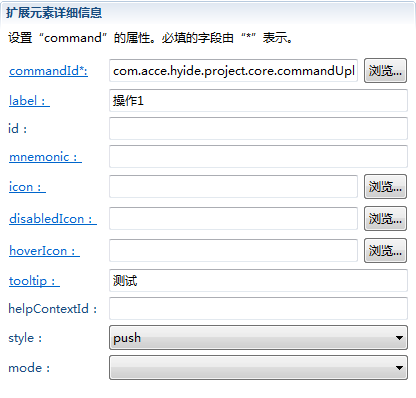 扩展元素详细信息
设置“command”的属性。必填的字段由“*”表示。
commandId*: com.acce.hyide.project.core.commandUpl 浏览...
label： 操作1
id：
mnemonic：
icon： 浏览...
disabledIcon： 浏览...
hoverIcon： 浏览...
tooltip： 测试
helpContextId：
style： push
mode：